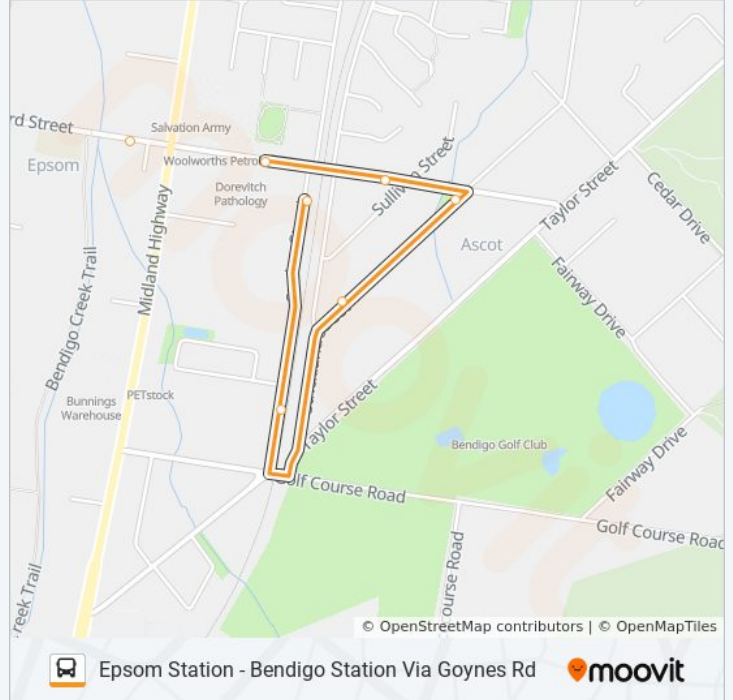 rd Street
Salvation Army
Epsom
Woolworths Petrol
Dorevitch
Pathology
Sullivan Street
Midland Highway
Taylor Street
Cedar Drive
Ascot
Fairway Drive
Bendigo Creek Trail
PETstock
Bunnings
Warehouse
Taylor Street
Bendigo Golf Club
Fairway Drive
Golf Course Road
Golf Course Road
ourse Road
reek Trail
© OpenStreetMap contributors | © OpenMapTiles
Epsom Station - Bendigo Station Via Goynes Rd
moovit